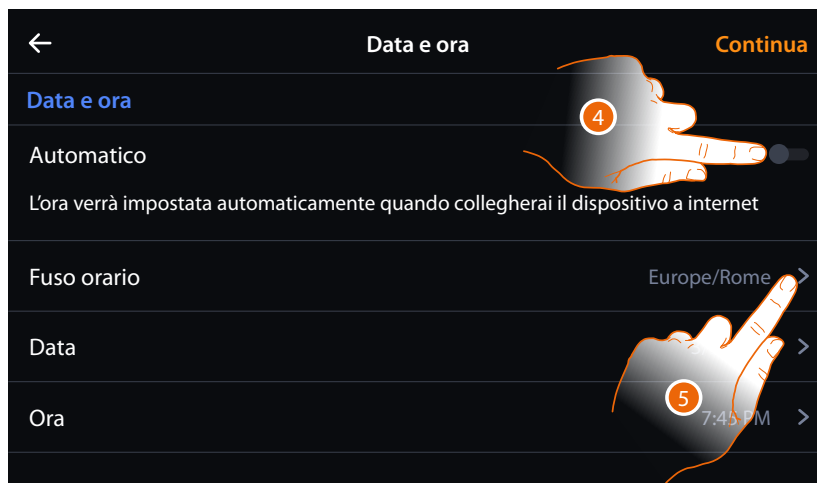 Data e ora
Continua
Data e ora
4
Automatico
L'ora verrà impostata automaticamente quando collegherai il dispositivo a internet
Fuso orario
Europe/Rome
Data
5
Ora
7:45 PM